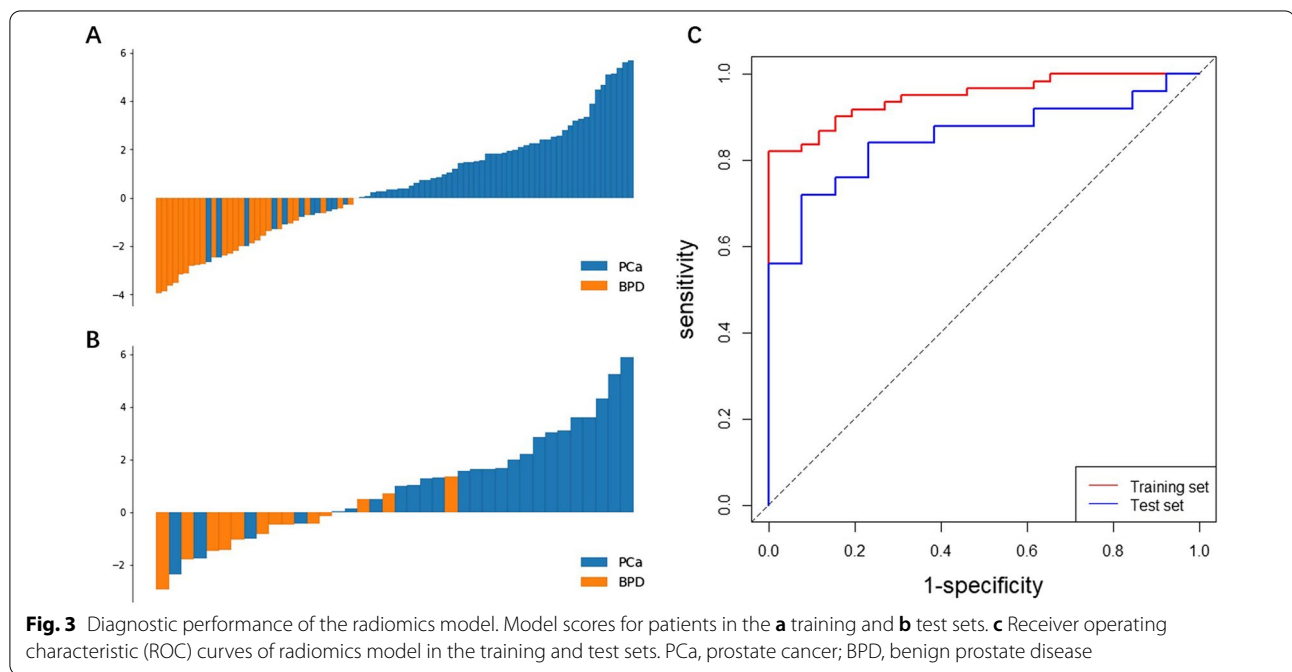 A
6
4
2
0
−2
−4
PCa
BPD
B
6
4
2
0
−2
PCa
BPD
C
sensitivity
1.0
0.8
0.6
0.4
0.2
0.0
0.0 0.2 0.4 0.6 0.8 1.0
1-specificity
Training set
Test set
Fig. 3 Diagnostic performance of the radiomics model. Model scores for patients in the a training and b test sets. c Receiver operating
characteristic (ROC) curves of radiomics model in the training and test sets. PCa, prostate cancer; BPD, benign prostate disease